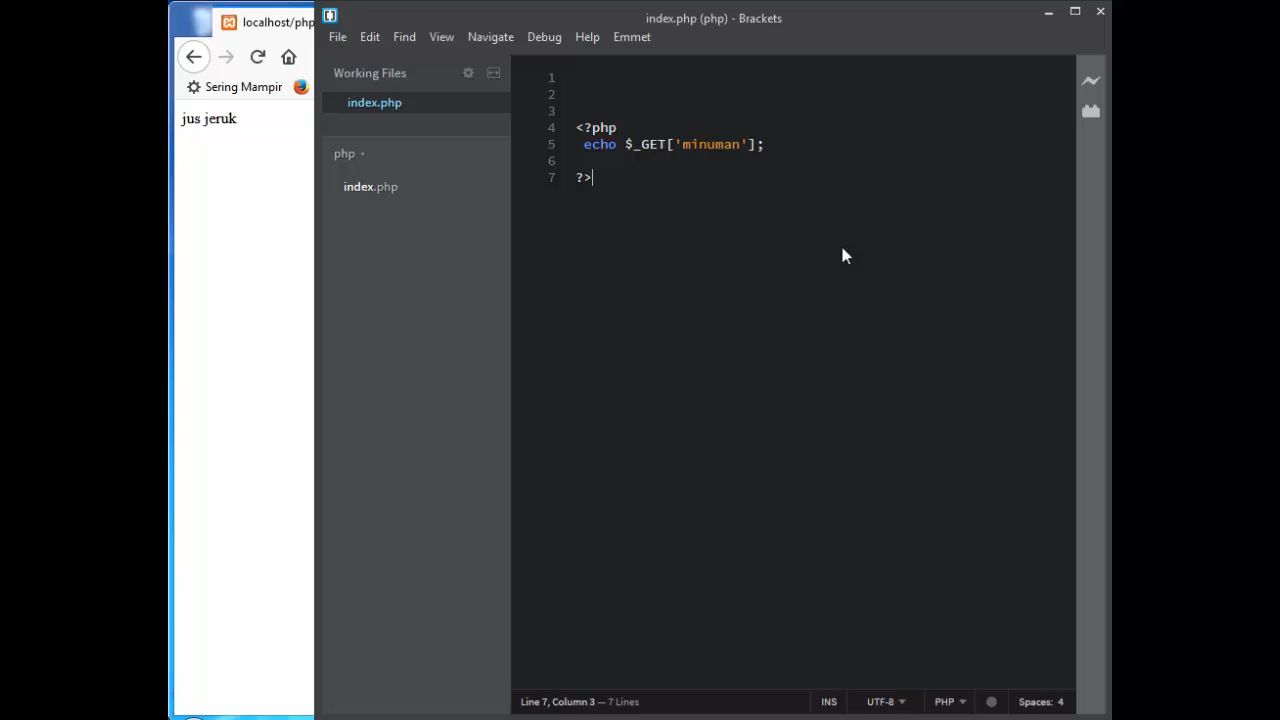 localhost/php
Sering Mampir
jus jeruk
index.php (php) - Brackets
File Edit Find View Navigate Debug Help Emmet
Working Files
index.php
php
index.php
1
2
3
4 <?php
5 echo $_GET['minuman'];
6
7 ?>
Line 7, Column 3 — 7 Lines
INS
UTF-8
PHP
Spaces: 4